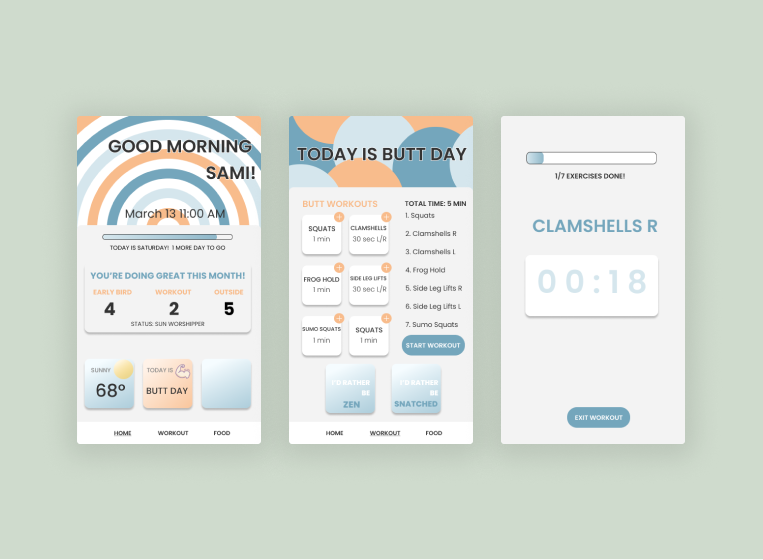 GOOD MORNING
SAMI!
March 13 11:00 AM
TODAY IS SATURDAY! 1 MORE DAY TO GO
YOU'RE DOING GREAT THIS MONTH!
EARLY BIRD WORKOUT OUTSIDE
4 2 5
STATUS: SUN WORSHIPPER
SUNNY
68°
TODAY IS
BUTT DAY
HOME WORKOUT FOOD
TODAY IS BUTT DAY
BUTT WORKOUTS
SQUATS
1 min
CLAMSHELLS
30 sec L/R
FROG HOLD
1 min
SIDE LEG LIFTS
30 sec L/R
SUMO SQUATS
1 min
SQUATS
1 min
TOTAL TIME: 5 MIN
1. Squats
2. Clamshells R
3. Clamshells L
4. Frog Hold
5. Side Leg Lifts R
6. Side Leg Lifts L
7. Sumo Squats
START WORKOUT
I'D RATHER
BE
ZEN
I'D RATHER
BE
SNATCHED
HOME WORKOUT FOOD
1/7 EXERCISES DONE!
CLAMSHELLS R
00:18
EXIT WORKOUT